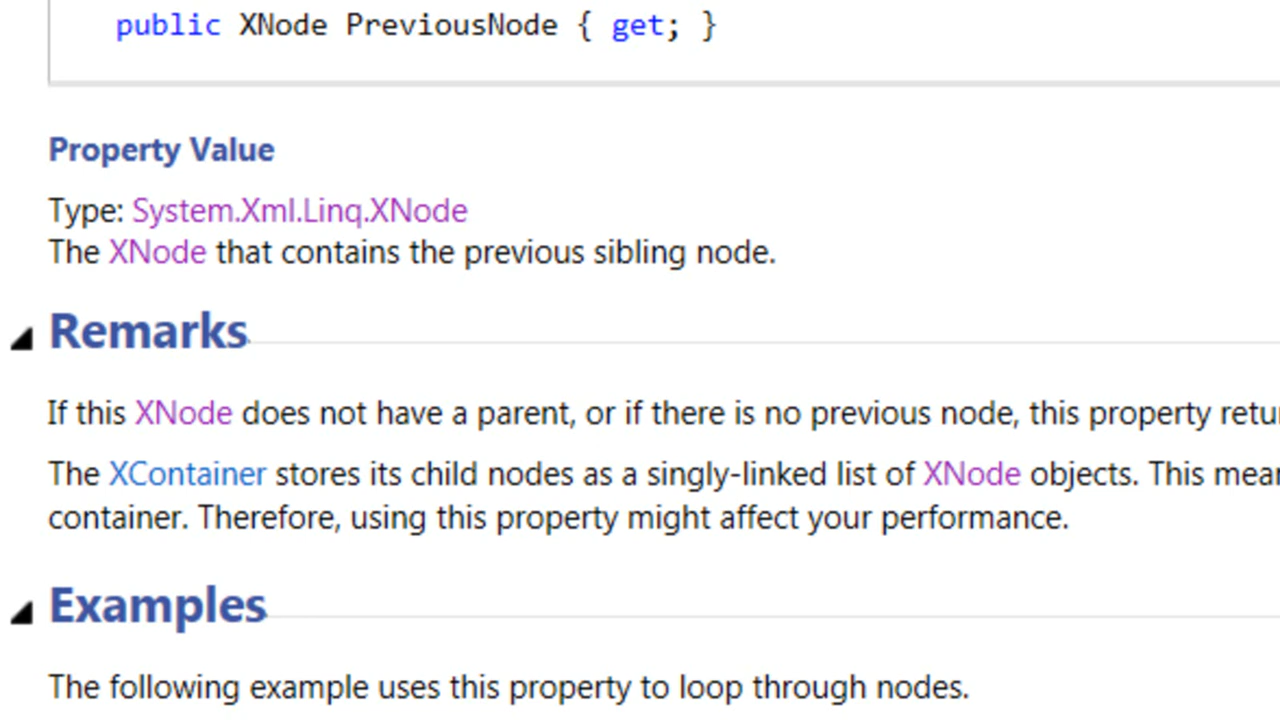 public XNode PreviousNode { get; }
Property Value
Type: System.Xml.Linq.XNode
The XNode that contains the previous sibling node.
Remarks
If this XNode does not have a parent, or if there is no previous node, this property
The XContainer stores its child nodes as a singly-linked list of XNode objects. This
container. Therefore, using this property might affect your performance.
Examples
The following example uses this property to loop through nodes.